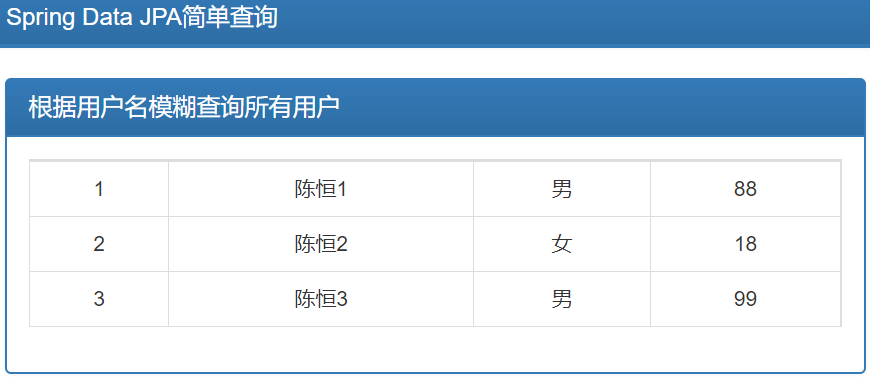 Spring Data JPA简单查询
根据用户名模糊查询所有用户
1 陈恒1 男 88
2 陈恒2 女 18
3 陈恒3 男 99